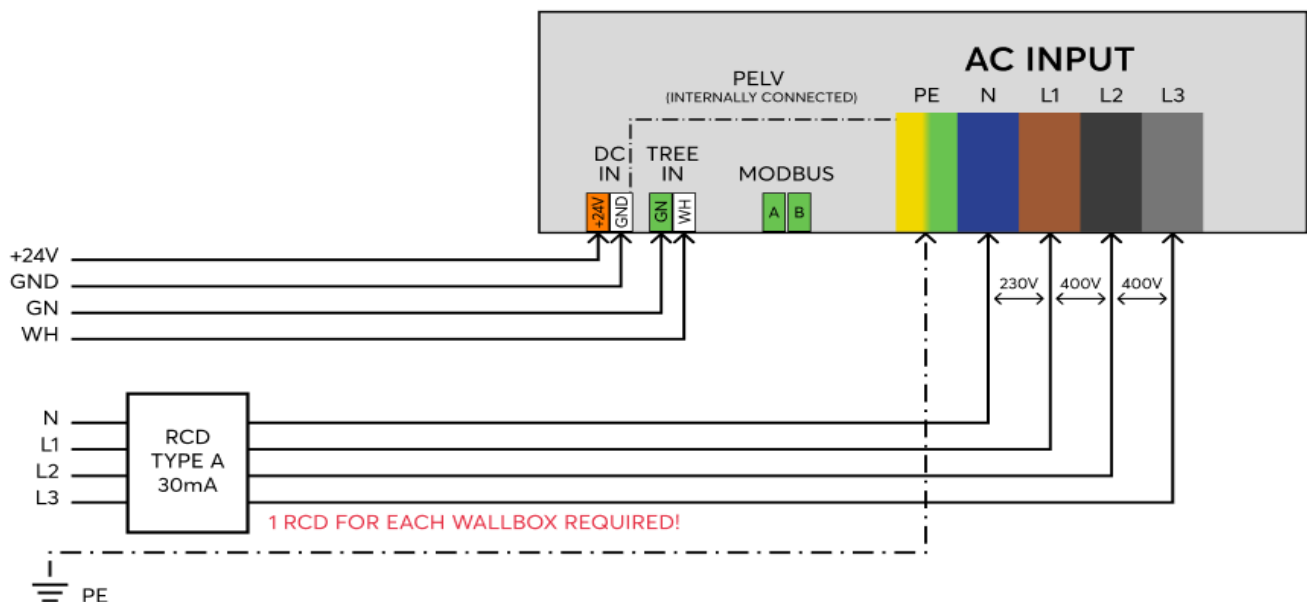 AC INPUT
PELV
(INTERNALLY CONNECTED)
PE N L1 L2 L3
DC IN
TREE IN
MODBUS
+24V GND GN WH A B
+24V
GND
GN
WH
230V 400V 400V
N
L1
L2
L3
RCD
TYPE A
30mA
1 RCD FOR EACH WALLBOX REQUIRED!
PE